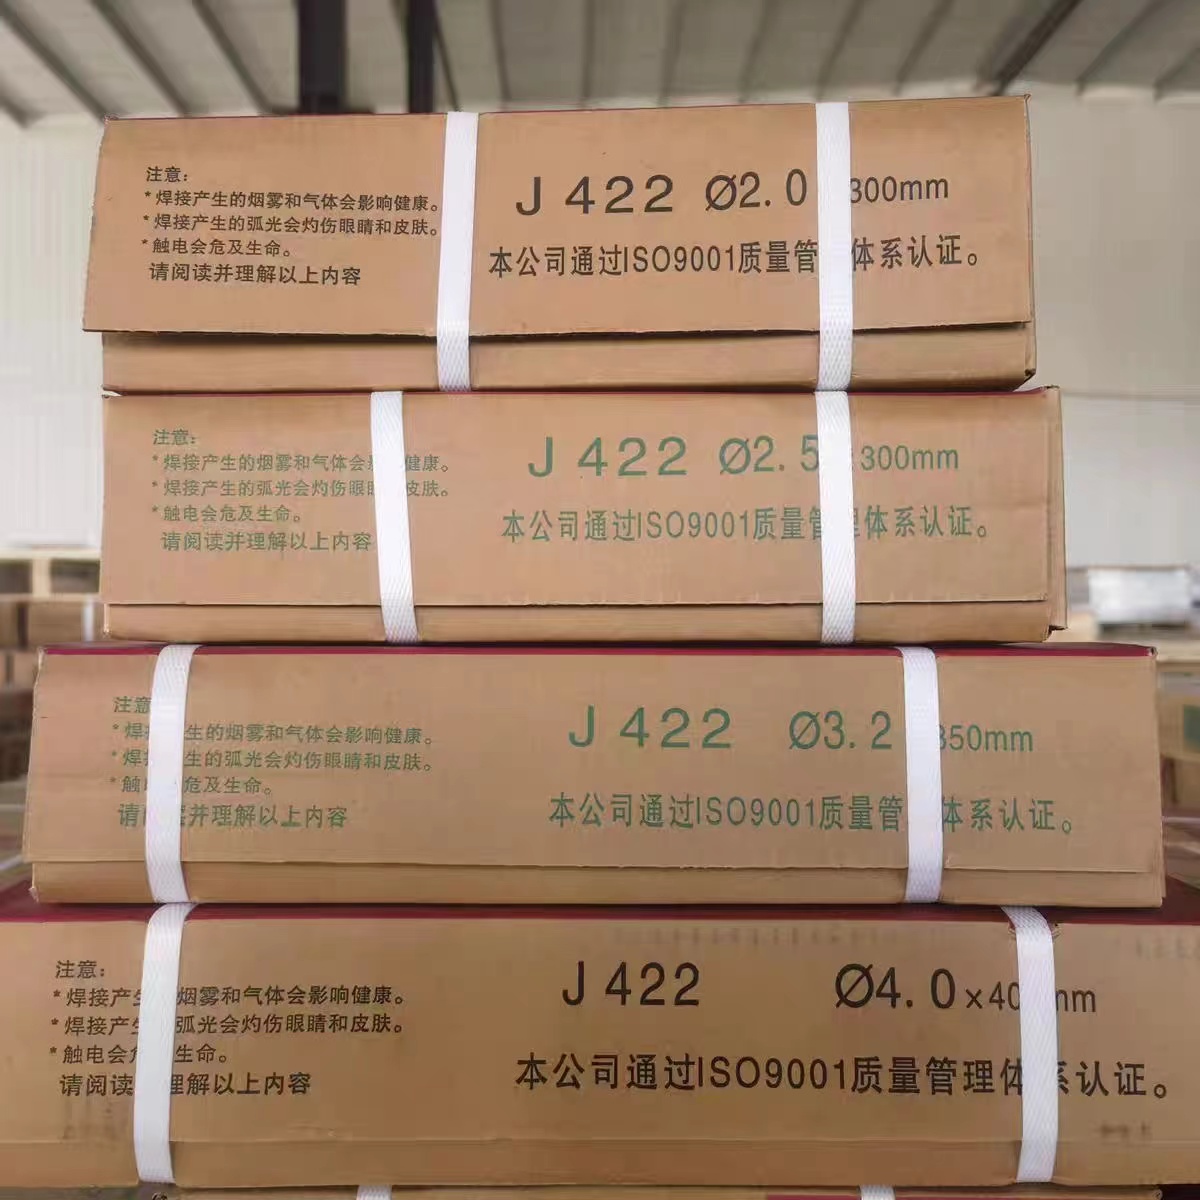 注意：
*焊接产生的烟雾和气体会影响健康。
*焊接产生的弧光会灼伤眼睛和皮肤。
*触电会危及生命。
请阅读并理解以上内容
J 422 Ø2.0 300mm
本公司通过ISO9001质量管 体系认证。
注意：
*焊接产生的烟雾和气体会影 健康。
*焊接产生的弧光会灼伤眼睛 皮肤。
*触电会危及生命。
请阅读并理解以上内容
J 422 Ø2.5 300mm
本公司通过ISO9001质量管理体系认证。
注意
*焊 生的烟雾和气体会影响健康。
*焊 生的弧光会灼伤眼睛和皮肤。
*触电 危及生命。
请阅读并理解以上内容
J 422 Ø3.2 350mm
本公司通过ISO9001质量管 体系认证。
注意：
*焊接产生 烟雾和气体会影响健康。
*焊接产生 弧光会灼伤眼睛和皮肤。
*触电会危 生命。
请阅读 理解以上内容
J 422 Ø4.0×40 mm
本公司通过ISO9001质量管理体系认证。